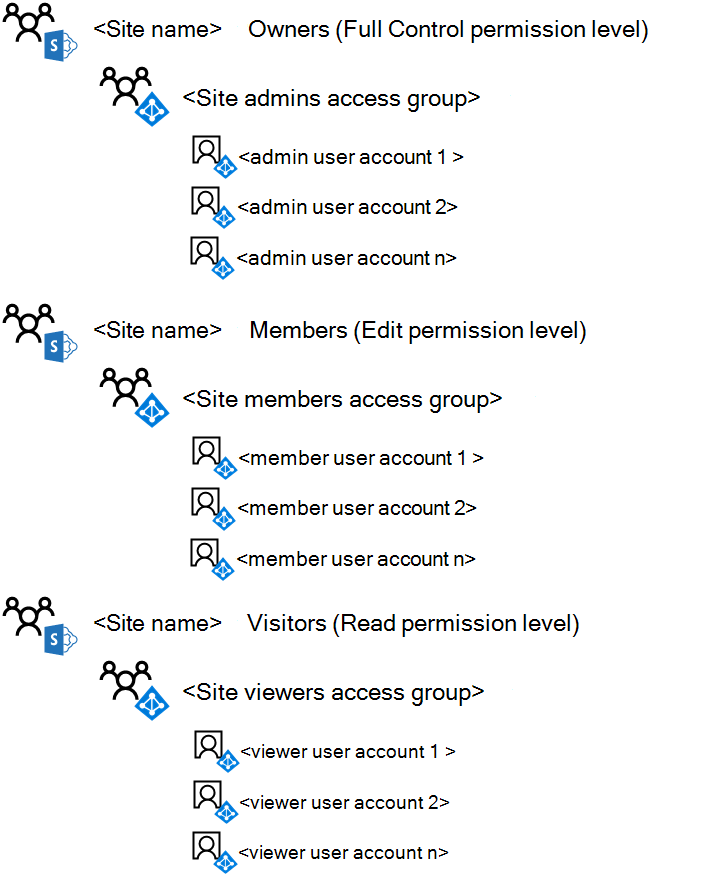 <Site name> Owners (Full Control permission level)
<Site admins access group>
<admin user account 1 >
<admin user account 2>
<admin user account n>
<Site name> Members (Edit permission level)
<Site members access group>
<member user account 1 >
<member user account 2>
<member user account n>
<Site name> Visitors (Read permission level)
<Site viewers access group>
<viewer user account 1 >
<viewer user account 2>
<viewer user account n>